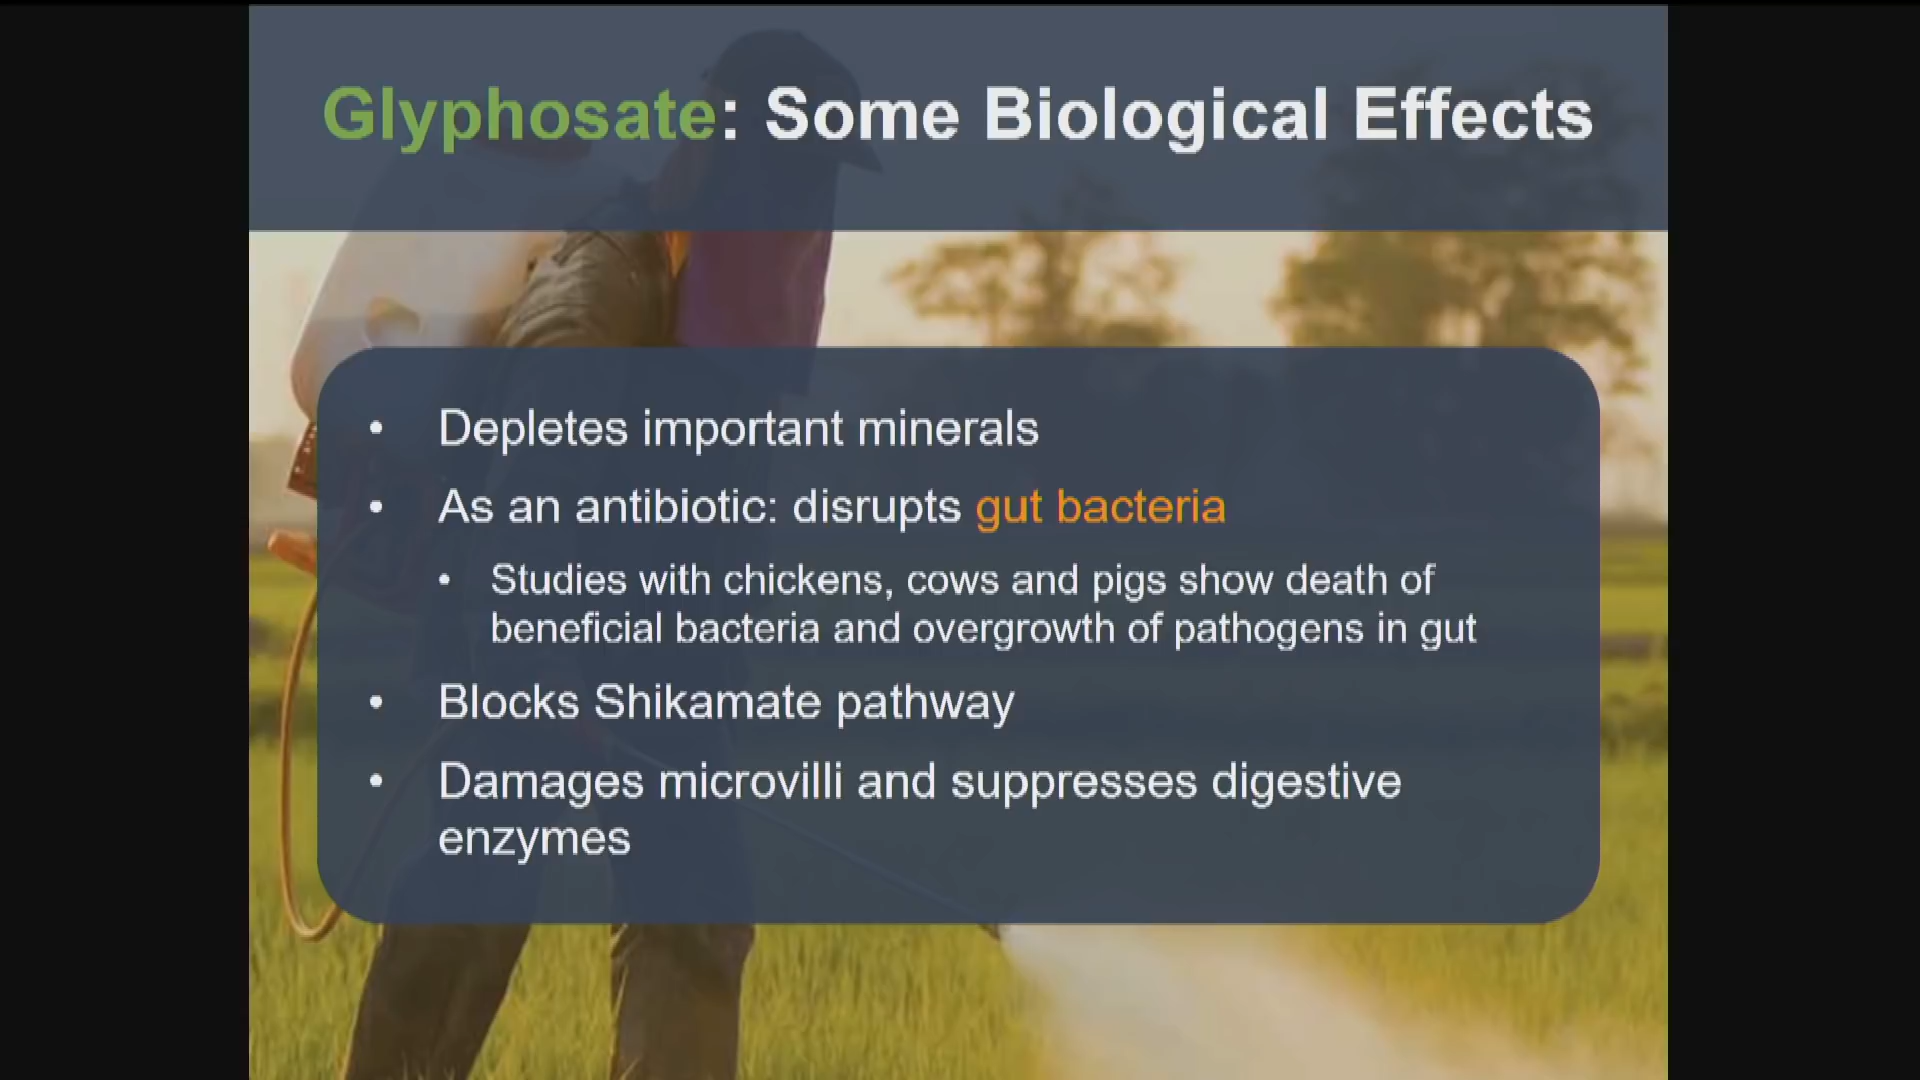 Glyphosate: Some Biological Effects
• Depletes important minerals
• As an antibiotic: disrupts gut bacteria
• Studies with chickens, cows and pigs show death of
beneficial bacteria and overgrowth of pathogens in gut
• Blocks Shikamate pathway
• Damages microvilli and suppresses digestive
enzymes